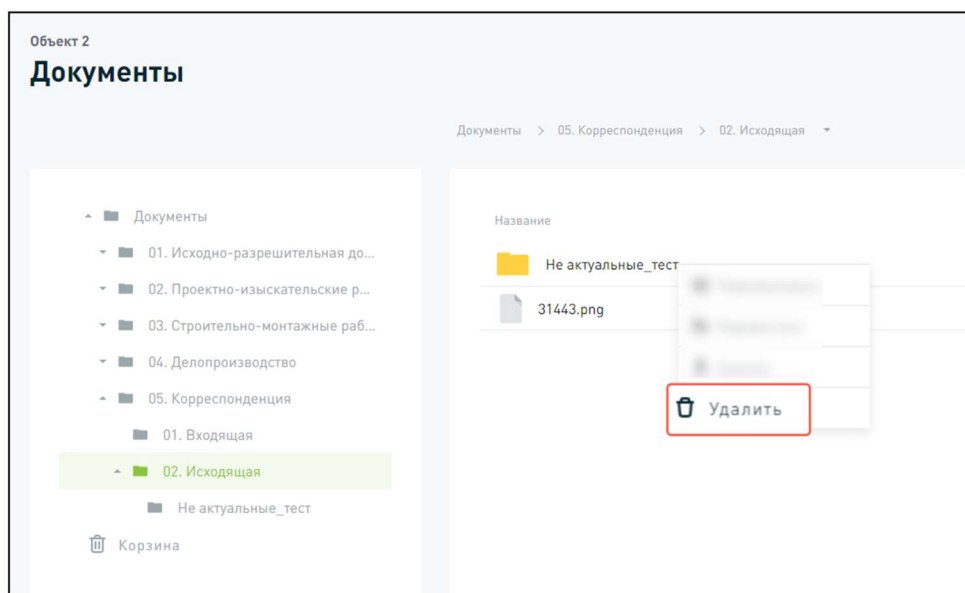 Объект 2
Документы
Документы > 05. Корреспонденция > 02. Исходящая
Документы
01. Исходно-разрешительная до...
02. Проектно-изыскательские р...
03. Строительно-монтажные раб...
04. Делопроизводство
05. Корреспонденция
01. Входящая
02. Исходящая
Не актуальные_тест
Корзина
Название
Не актуальные_тест
31443.png
Удалить